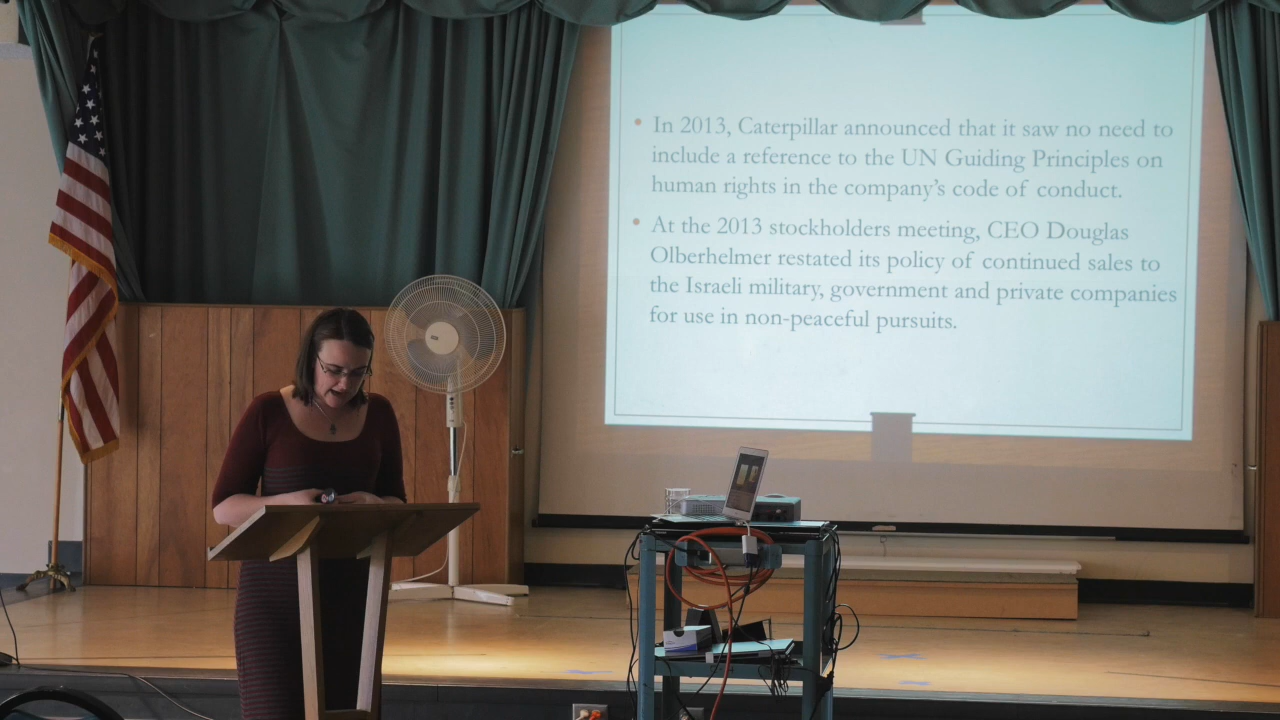 • In 2013, Caterpillar announced that it saw no need to
include a reference to the UN Guiding Principles on
human rights in the company's code of conduct.
• At the 2013 stockholders meeting, CEO Douglas
Olberhelmer restated its policy of continued sales to
the Israeli military, government and private companies
for use in non-peaceful pursuits.